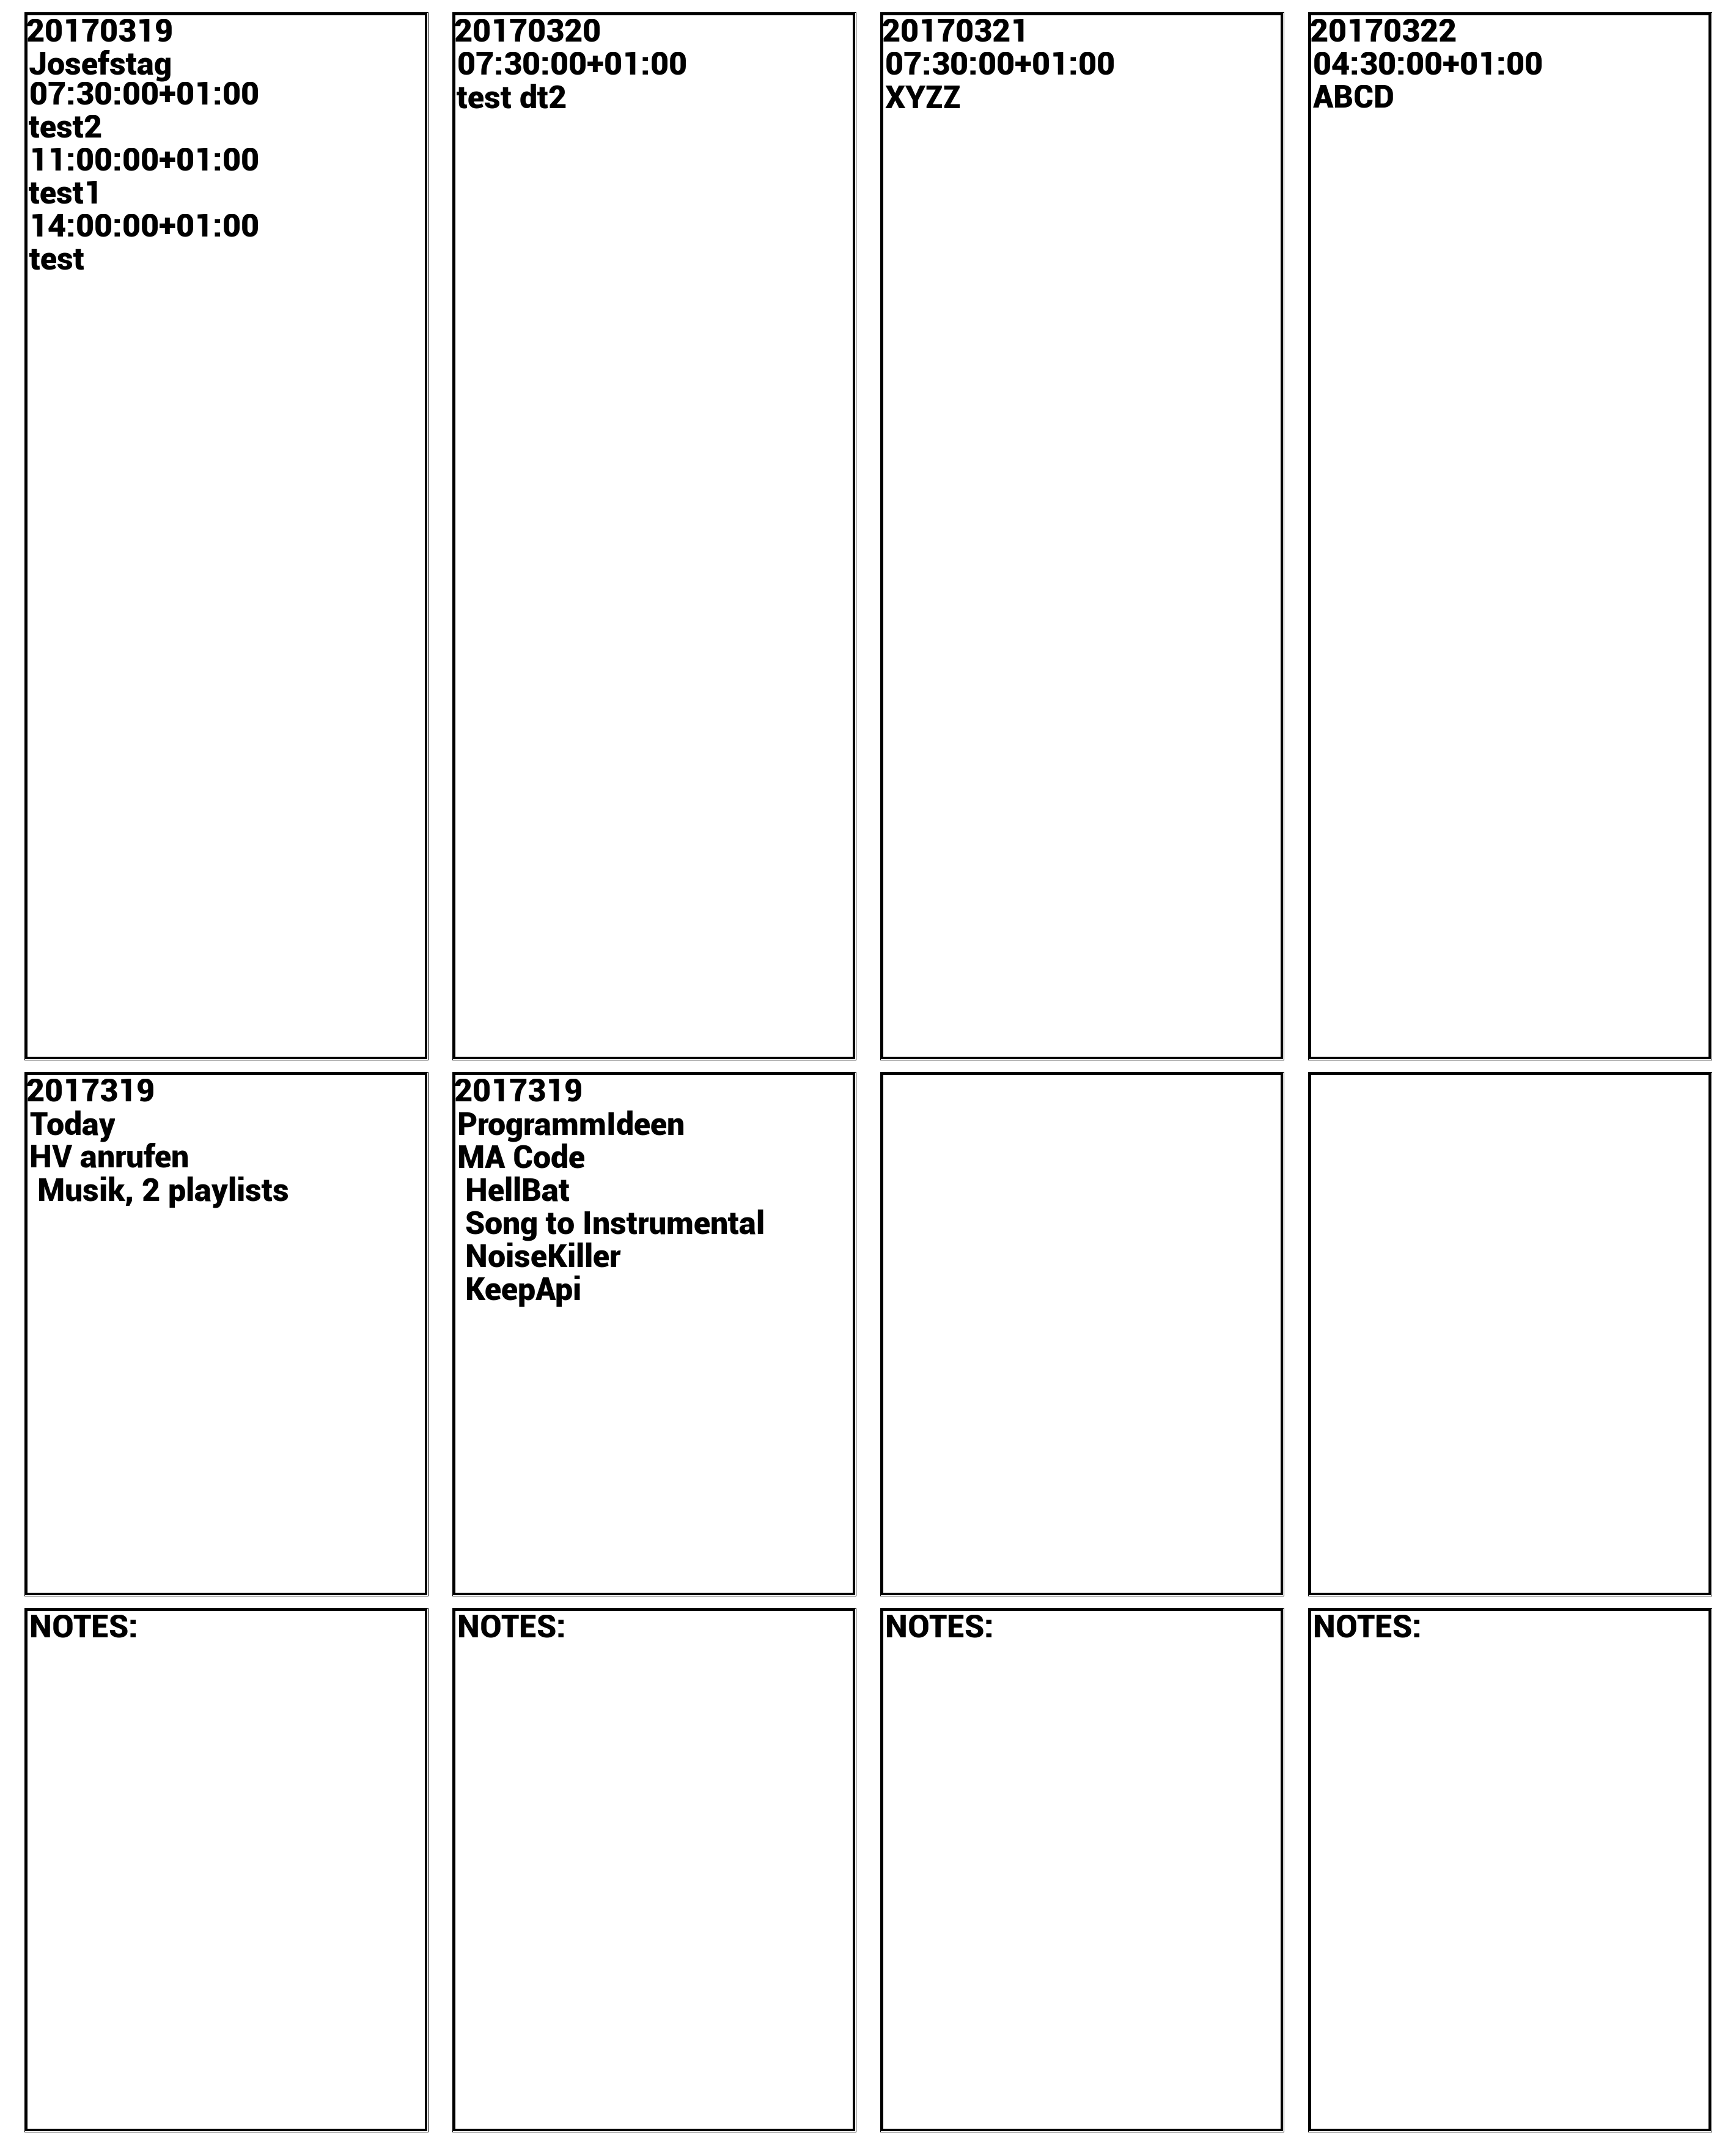 20170319
Josefstag
07:30:00+01:00
test2
11:00:00+01:00
test1
14:00:00+01:00
test
20170320
07:30:00+01:00
test dt2
20170321
07:30:00+01:00
XYZZ
20170322
04:30:00+01:00
ABCD
2017319
Today
HV anrufen
Musik, 2 playlists
2017319
ProgrammIdeen
MA Code
HellBat
Song to Instrumental
NoiseKiller
KeepApi
NOTES:
NOTES:
NOTES:
NOTES: